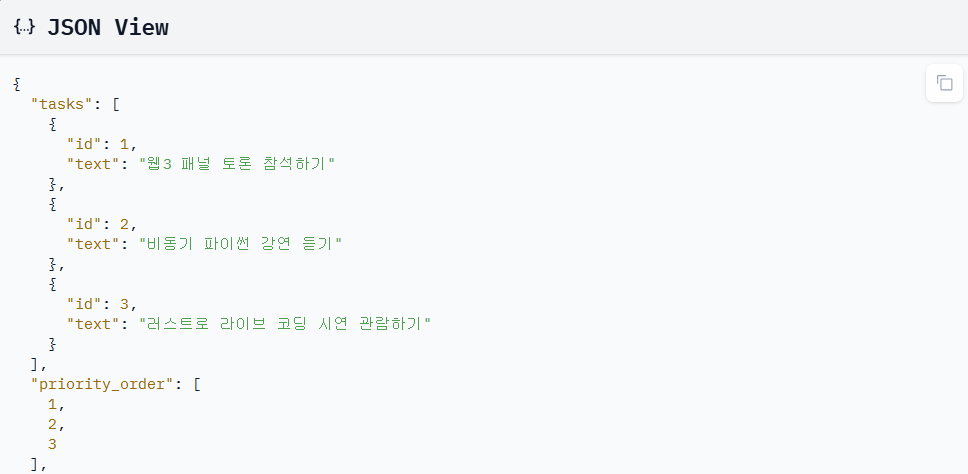 {...} JSON View
{
"tasks": [
{
"id": 1,
"text": "웹3 패널 토론 참석하기"
},
{
"id": 2,
"text": "비동기 파이썬 강연 듣기"
},
{
"id": 3,
"text": "러스트로 라이브 코딩 시연 관람하기"
}
],
"priority_order": [
1,
2,
3
],